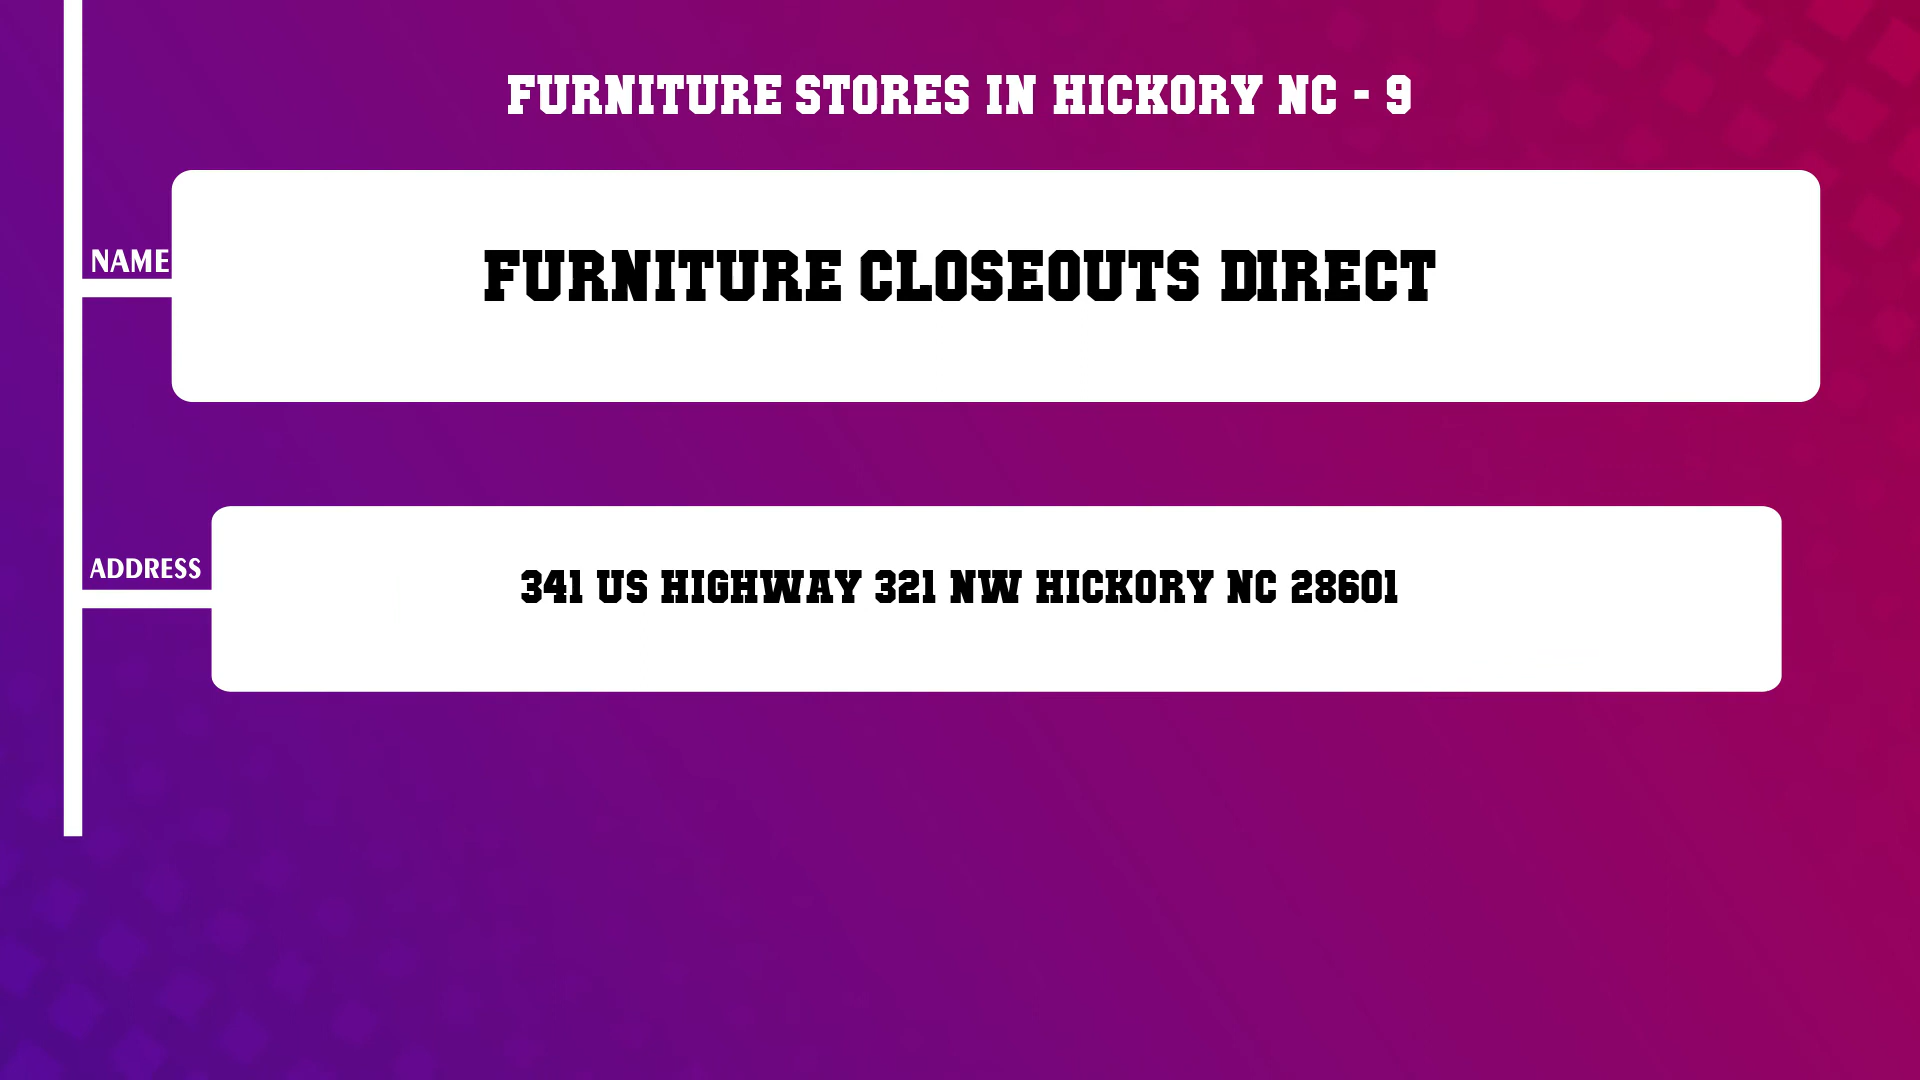 FURNITURE STORES IN HICKORY NC - 9
NAME
FURNITURE CLOSEOUTS DIRECT
ADDRESS
341 US HIGHWAY 321 NW HICKORY NC 28601